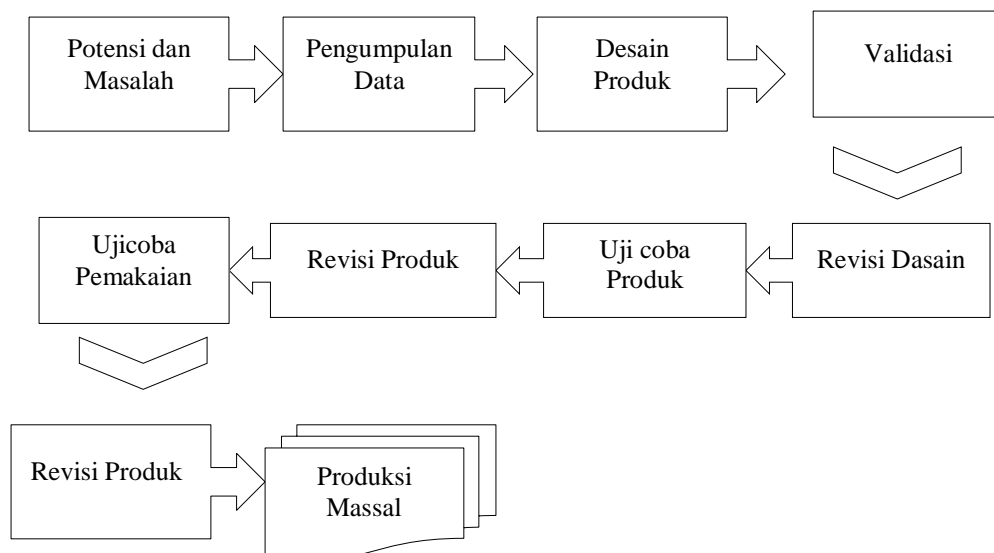 Potensi dan
Masalah
Pengumpulan
Data
Desain
Produk
Validasi
Revisi Dasain
Uji coba
Produk
Revisi Produk
Ujicoba
Pemakaian
Revisi Produk
Produksi
Massal